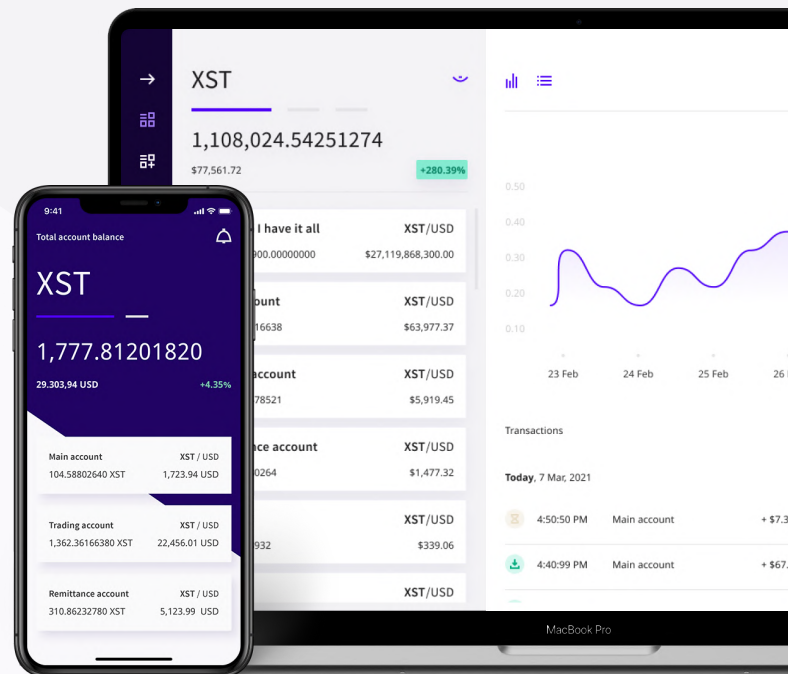 XST
1,108,024.54251274
$77,561.72
+280.39%
I have it all
XST/USD
900.00000000
$27,119,868,300.00
ount
XST/USD
16638
$63,977.37
account
XST/USD
78521
$5,919.45
nce account
XST/USD
0264
$1,477.32
XST/USD
932
$339.06
XST/USD
0.50
0.40
0.30
0.20
0.10
23 Feb
24 Feb
25 Feb
26
Transactions
Today, 7 Mar, 2021
4:50:50 PM
Main account
+ $7.3
4:40:99 PM
Main account
+ $67.
MacBook Pro
9:41
Total account balance
XST
1,777.81201820
29.303,94 USD
+4.35%
Main account
XST / USD
104.58802640 XST
1,723.94 USD
Trading account
XST / USD
1,362.36166380 XST
22,456.01 USD
Remittance account
XST / USD
310.86232780 XST
5,123.99 USD